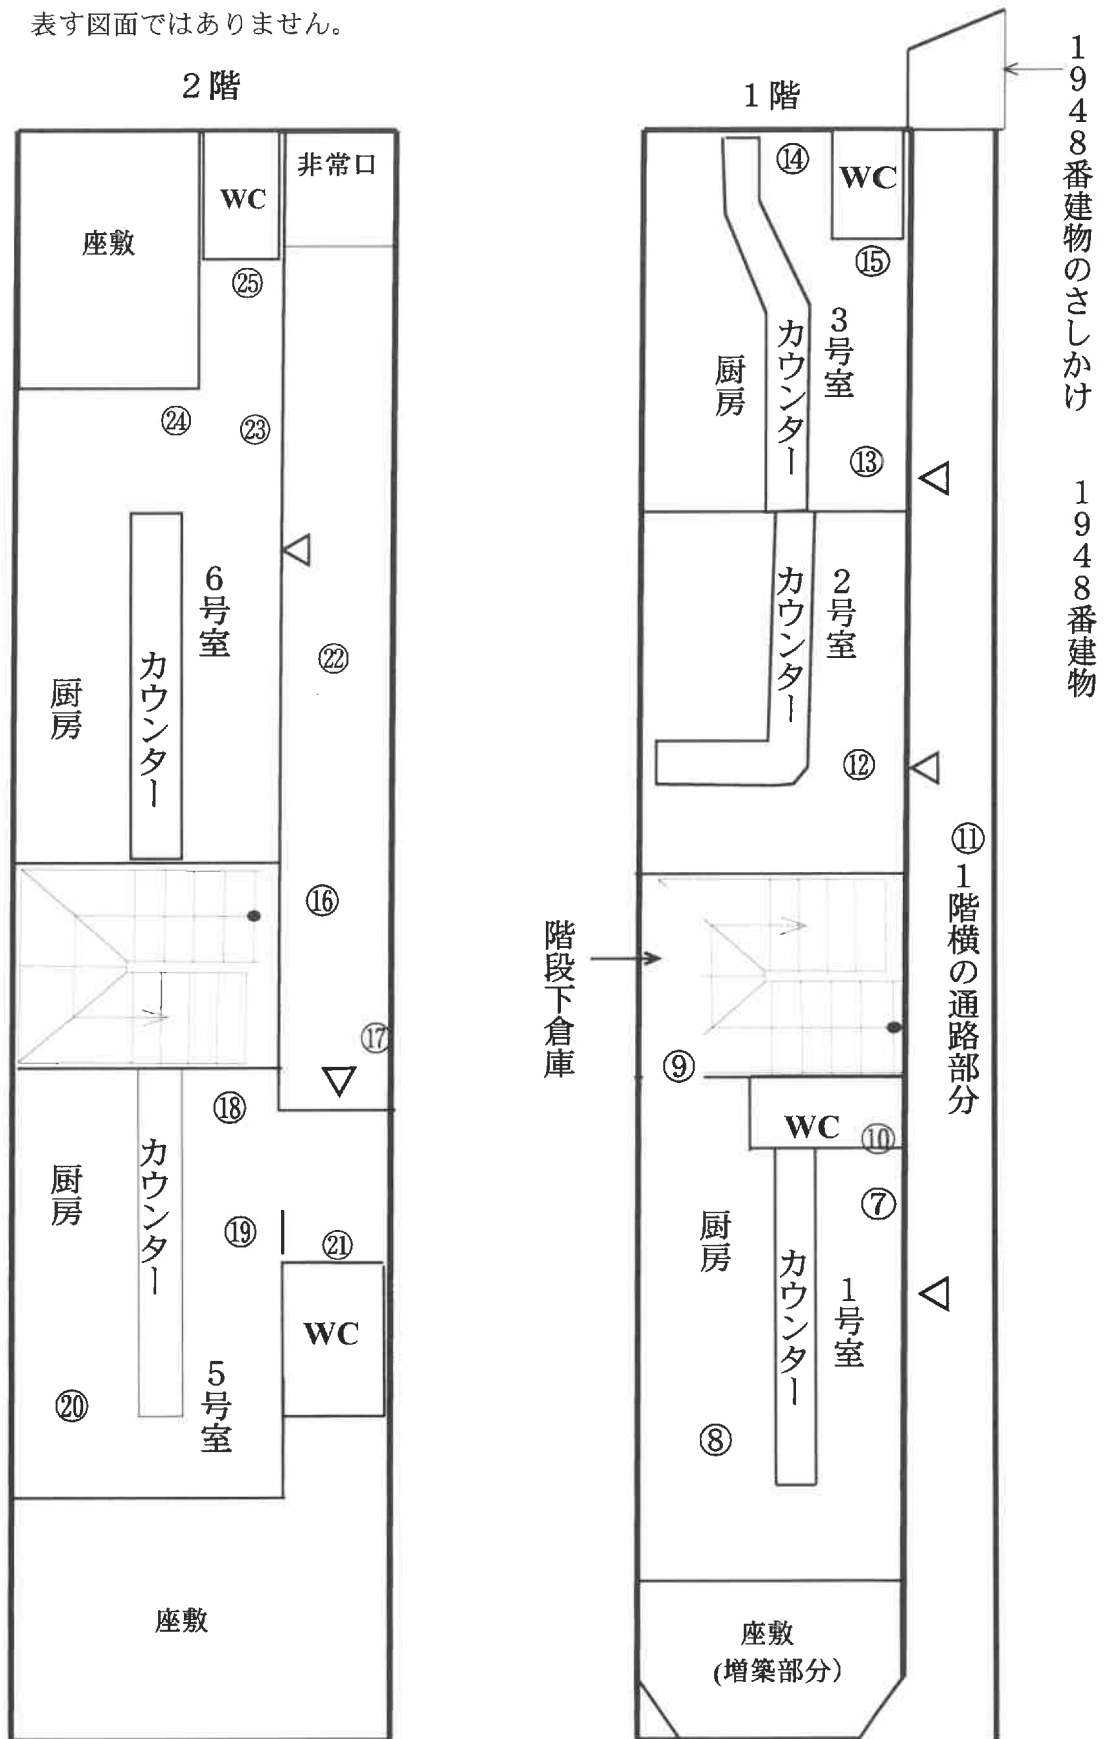 表す図面ではありません。
2階
非常口
WC
座敷
㉕
㉔
㉓
6号室
カウンター
厨房
㉒
⑯
⑰
⑱
カウンター
厨房
⑲
㉑
WC
5号室
⑳
座敷
1階
⑭
WC
⑮
3号室
カウンター
厨房
⑬
2号室
カウンター
⑫
⑪
1階横の通路部分
階段下倉庫
⑨
WC
⑩
⑦
厨房
カウンター
1号室
⑧
座敷
(増築部分)
1948番建物のさしかけ
1948番建物